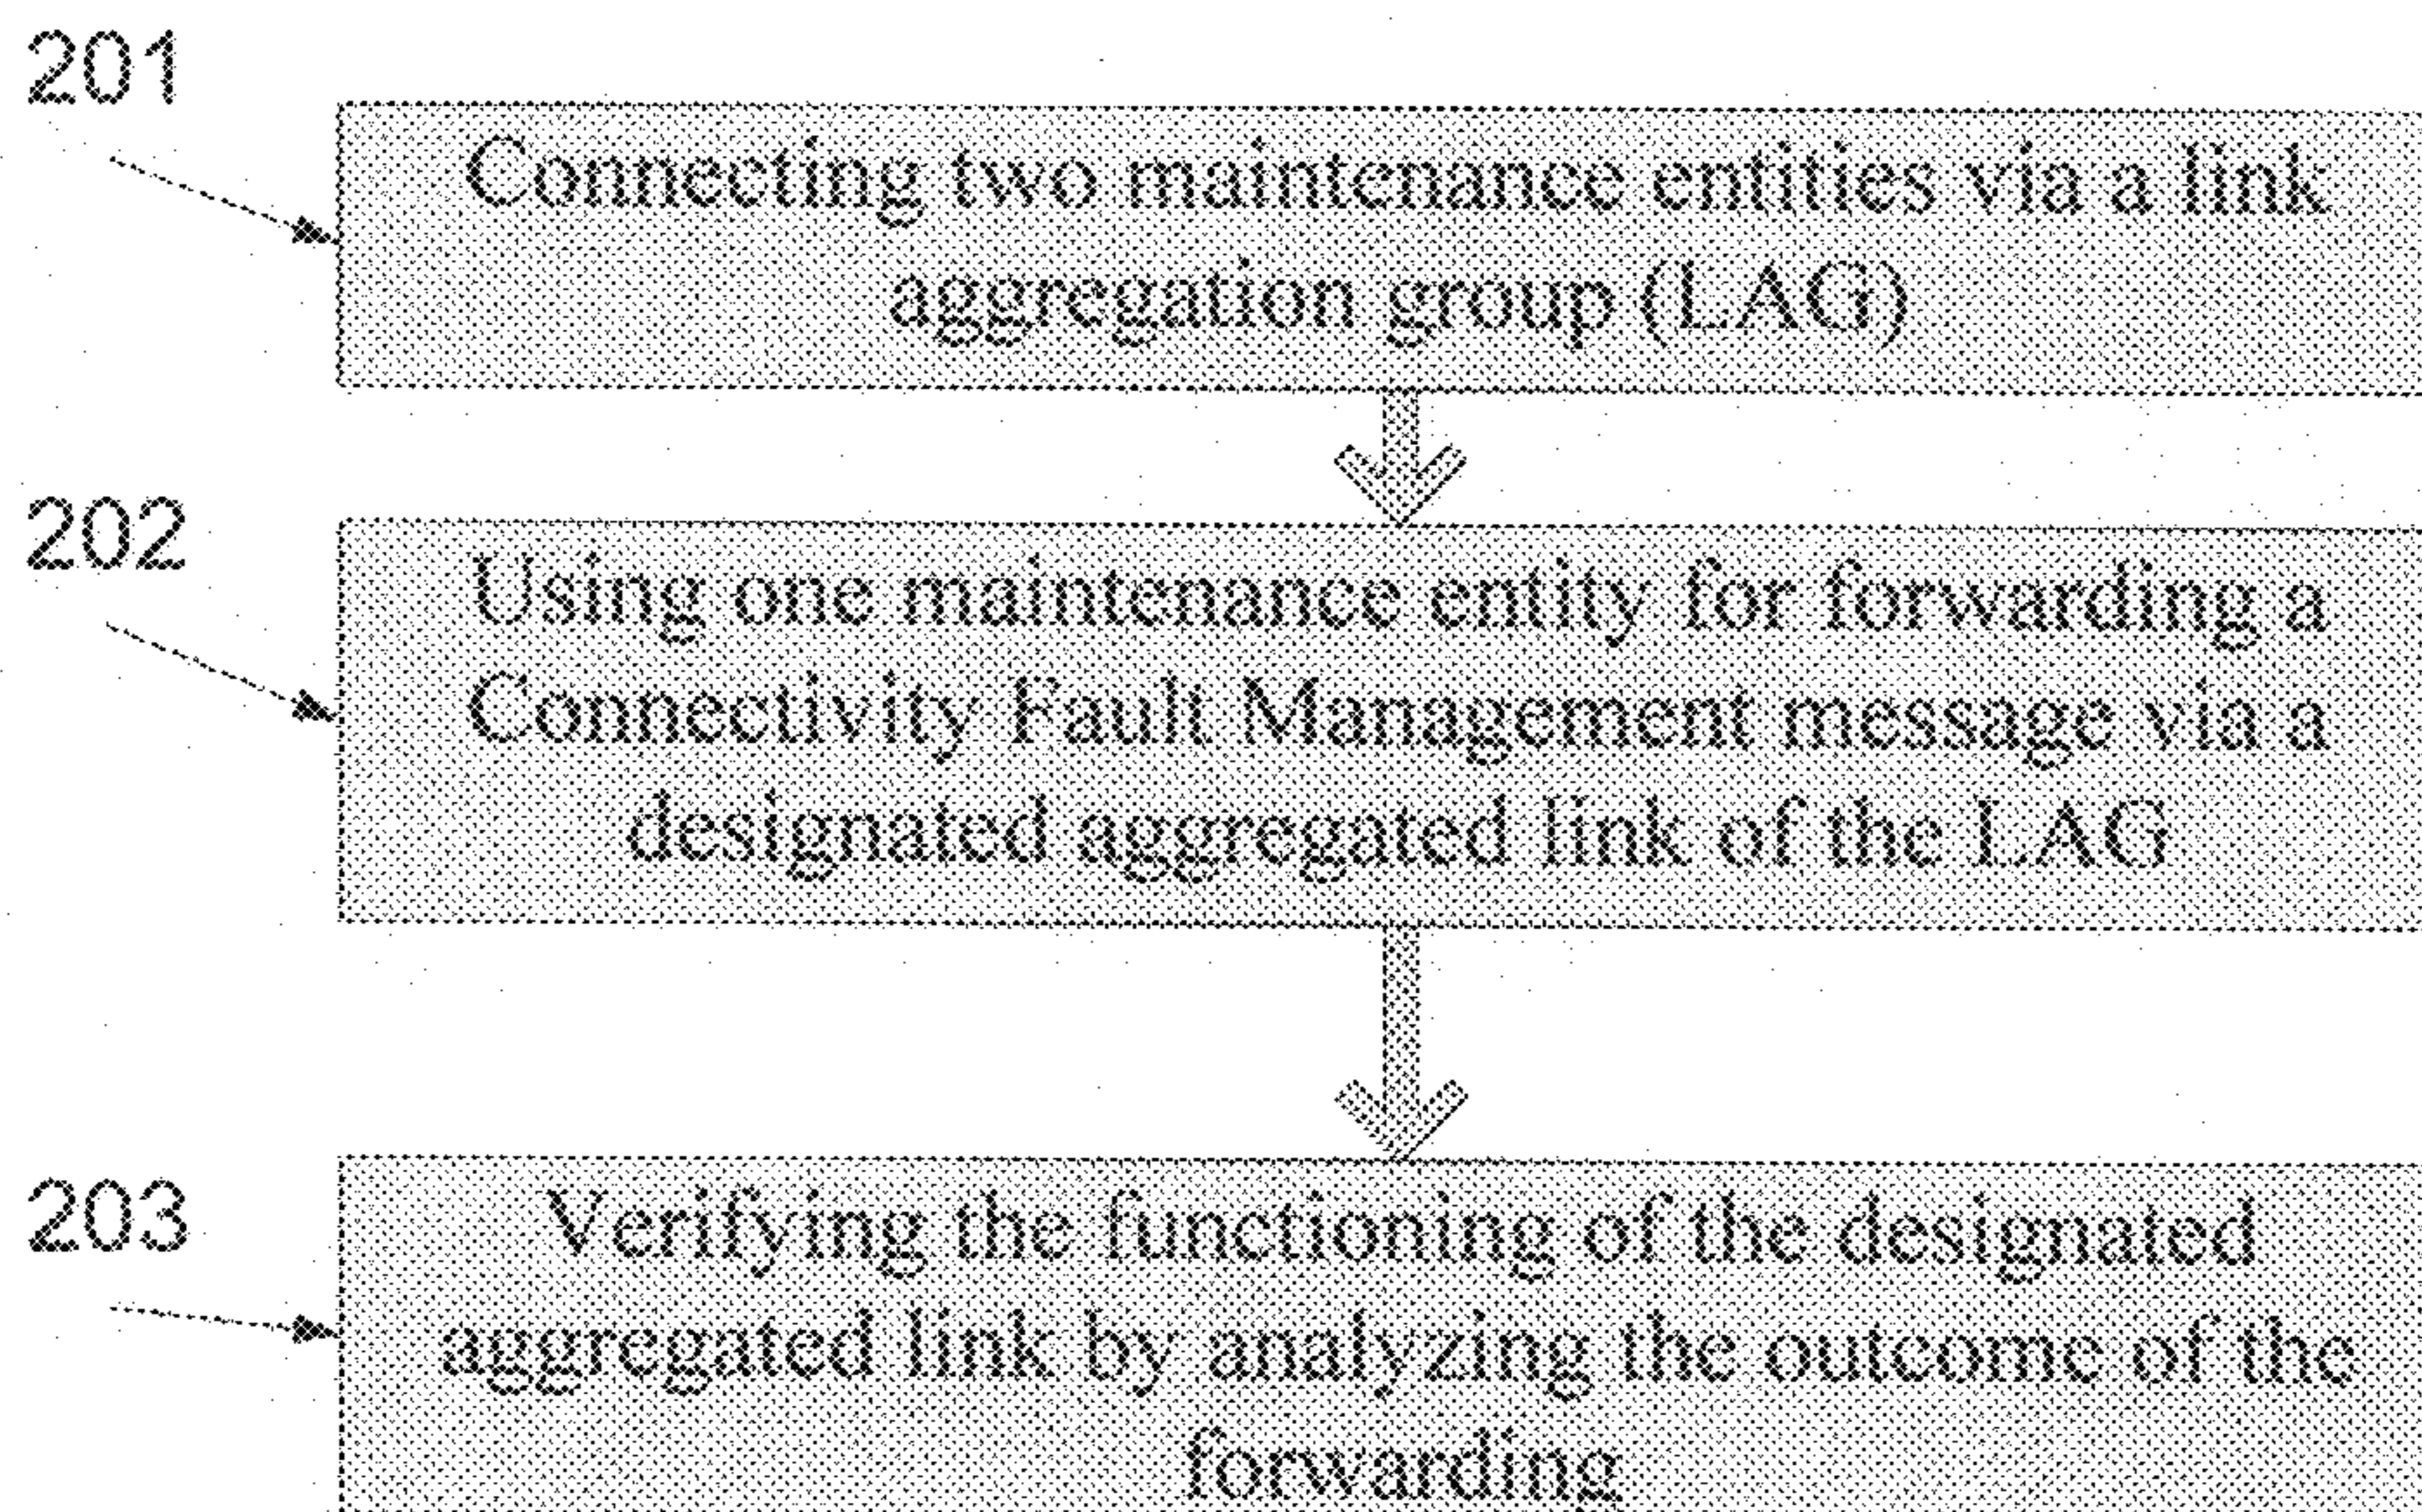 201
Connecting two maintenance entities via a link
aggregation group (LAG)
202
Using one maintenance entity for forwarding a
Connectivity Fault Management message via a
designated aggregated link of the LAG
203
Verifying the functioning of the designated
aggregated link by analyzing the outcome of the
forwarding